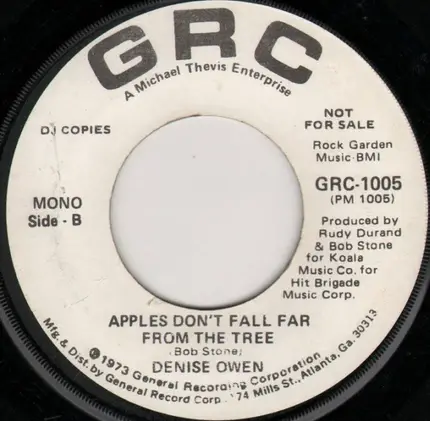 GRC
A Michael Thevis Enterprise
DJ COPIES
NOT
FOR SALE
Rock Garden
Music-BMI
MONO
Side - B
GRC-1005
(PM 1005)
Produced by
Rudy Durand
& Bob Stone
for Koala
Music Co. for
Hit Brigade
Music Corp.
APPLES DON'T FALL FAR
FROM THE TREE
(Bob Stone)
DENISE OWEN
℗1973 General Recording Corporation
Mfg. & Dist. by General Record Corp. 174 Mills St., Atlanta, Ga. 30313